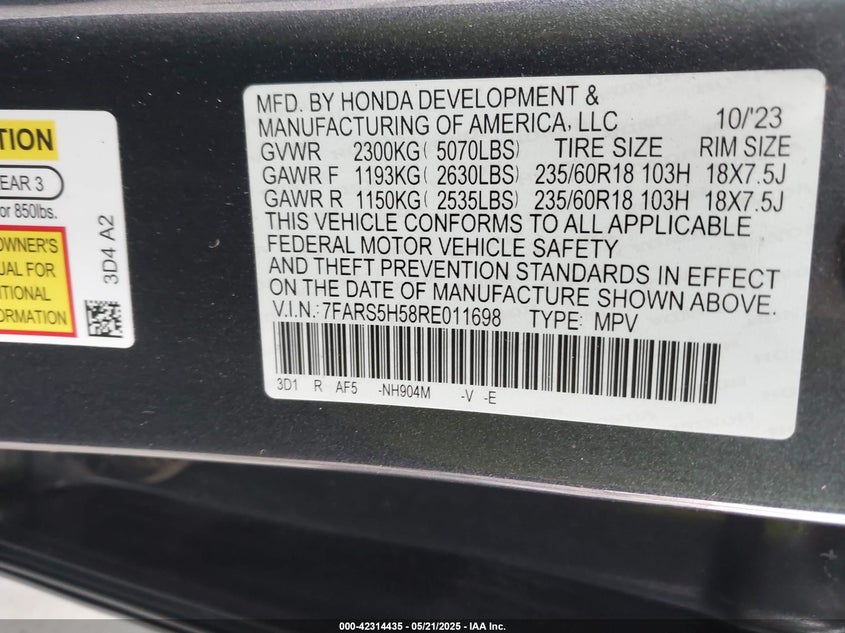 TION
EAR 3
or 850lbs.
OWNER'S
UAL FOR
ITIONAL
FORMATION
3D4 A2
MFD. BY HONDA DEVELOPMENT &
MANUFACTURING OF AMERICA, LLC 10/'23
GVWR 2300KG( 5070LBS) TIRE SIZE RIM SIZE
GAWR F 1193KG( 2630LBS) 235/60R18 103H 18X7.5J
GAWR R 1150KG( 2535LBS) 235/60R18 103H 18X7.5J
THIS VEHICLE CONFORMS TO ALL APPLICABLE
FEDERAL MOTOR VEHICLE SAFETY
AND THEFT PREVENTION STANDARDS IN EFFECT
ON THE DATE OF MANUFACTURE SHOWN ABOVE.
V.I.N.:7FARS5H58RE011698 TYPE: MPV
3D1 R AF5 -NH904M -V -E
000-42314435 - 05/21/2025 - IAA Inc.